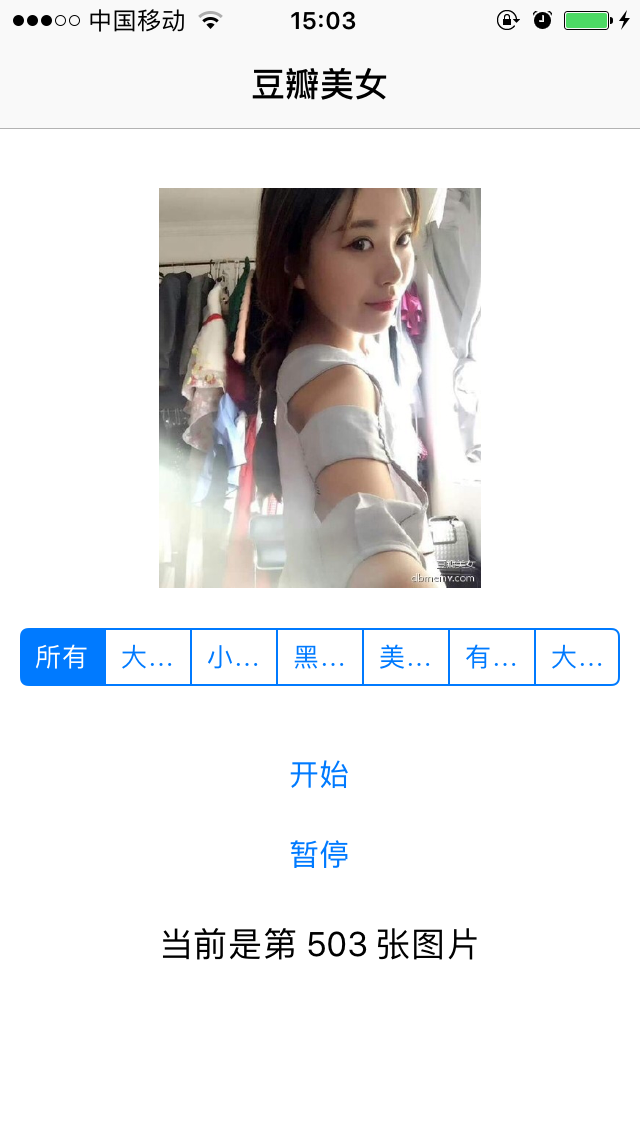 中国移动 15:03
豆瓣美女
豆瓣美女
dbmeinv.com
所有 大... 小... 黑... 美... 有... 大...
开始
暂停
当前是第 503 张图片